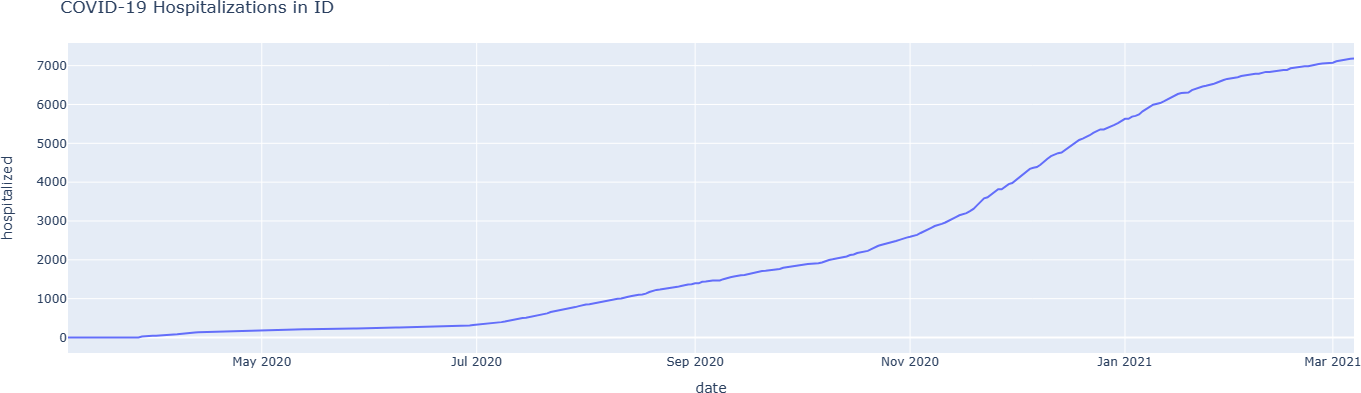 COVID-19 Hospitalizations in ID
hospitalized
7000
6000
5000
4000
3000
2000
1000
0
May 2020 Jul 2020 Sep 2020 Nov 2020 Jan 2021 Mar 2021
date